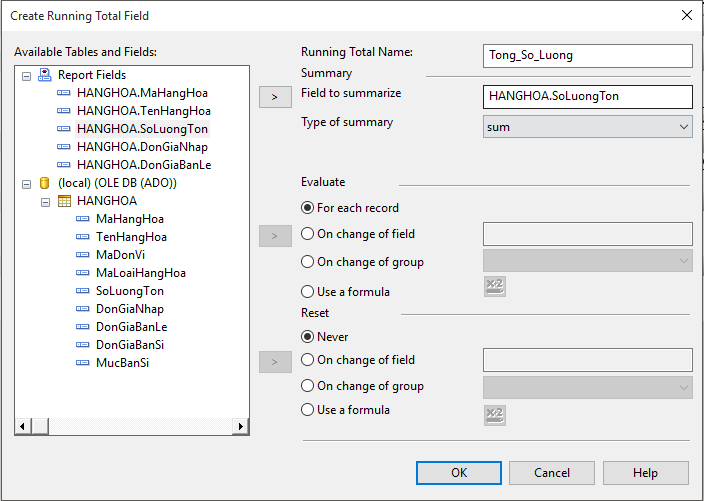 Create Running Total Field
Available Tables and Fields:
Report Fields
HANGHOA.MaHangHoa
HANGHOA.TenHangHoa
HANGHOA.SoLuongTon
HANGHOA.DonGiaNhap
HANGHOA.DonGiaBanLe
(local) (OLE DB (ADO))
HANGHOA
MaHangHoa
TenHangHoa
MaDonVi
MaLoaiHangHoa
SoLuongTon
DonGiaNhap
DonGiaBanLe
DonGiaBanSi
MucBanSi
Running Total Name: Tong_So_Luong
Summary
> Field to summarize HANGHOA.SoLuongTon
Type of summary sum
Evaluate
For each record
> On change of field
On change of group
Use a formula x·2
Reset
Never
> On change of field
On change of group
Use a formula x·2
OK Cancel Help